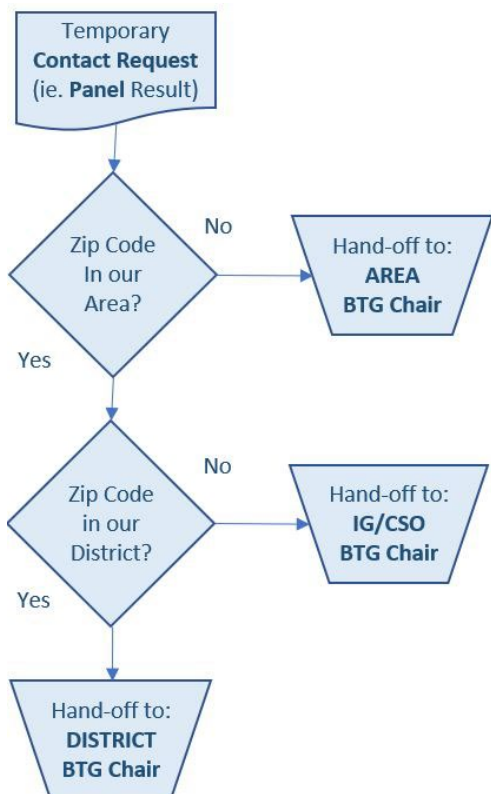 Temporary
Contact Request
(ie. Panel Result)
Zip Code
In our
Area?
No
Hand-off to:
AREA
BTG Chair
Yes
Zip Code
in our
District?
No
Hand-off to:
IG/CSO
BTG Chair
Yes
Hand-off to:
DISTRICT
BTG Chair